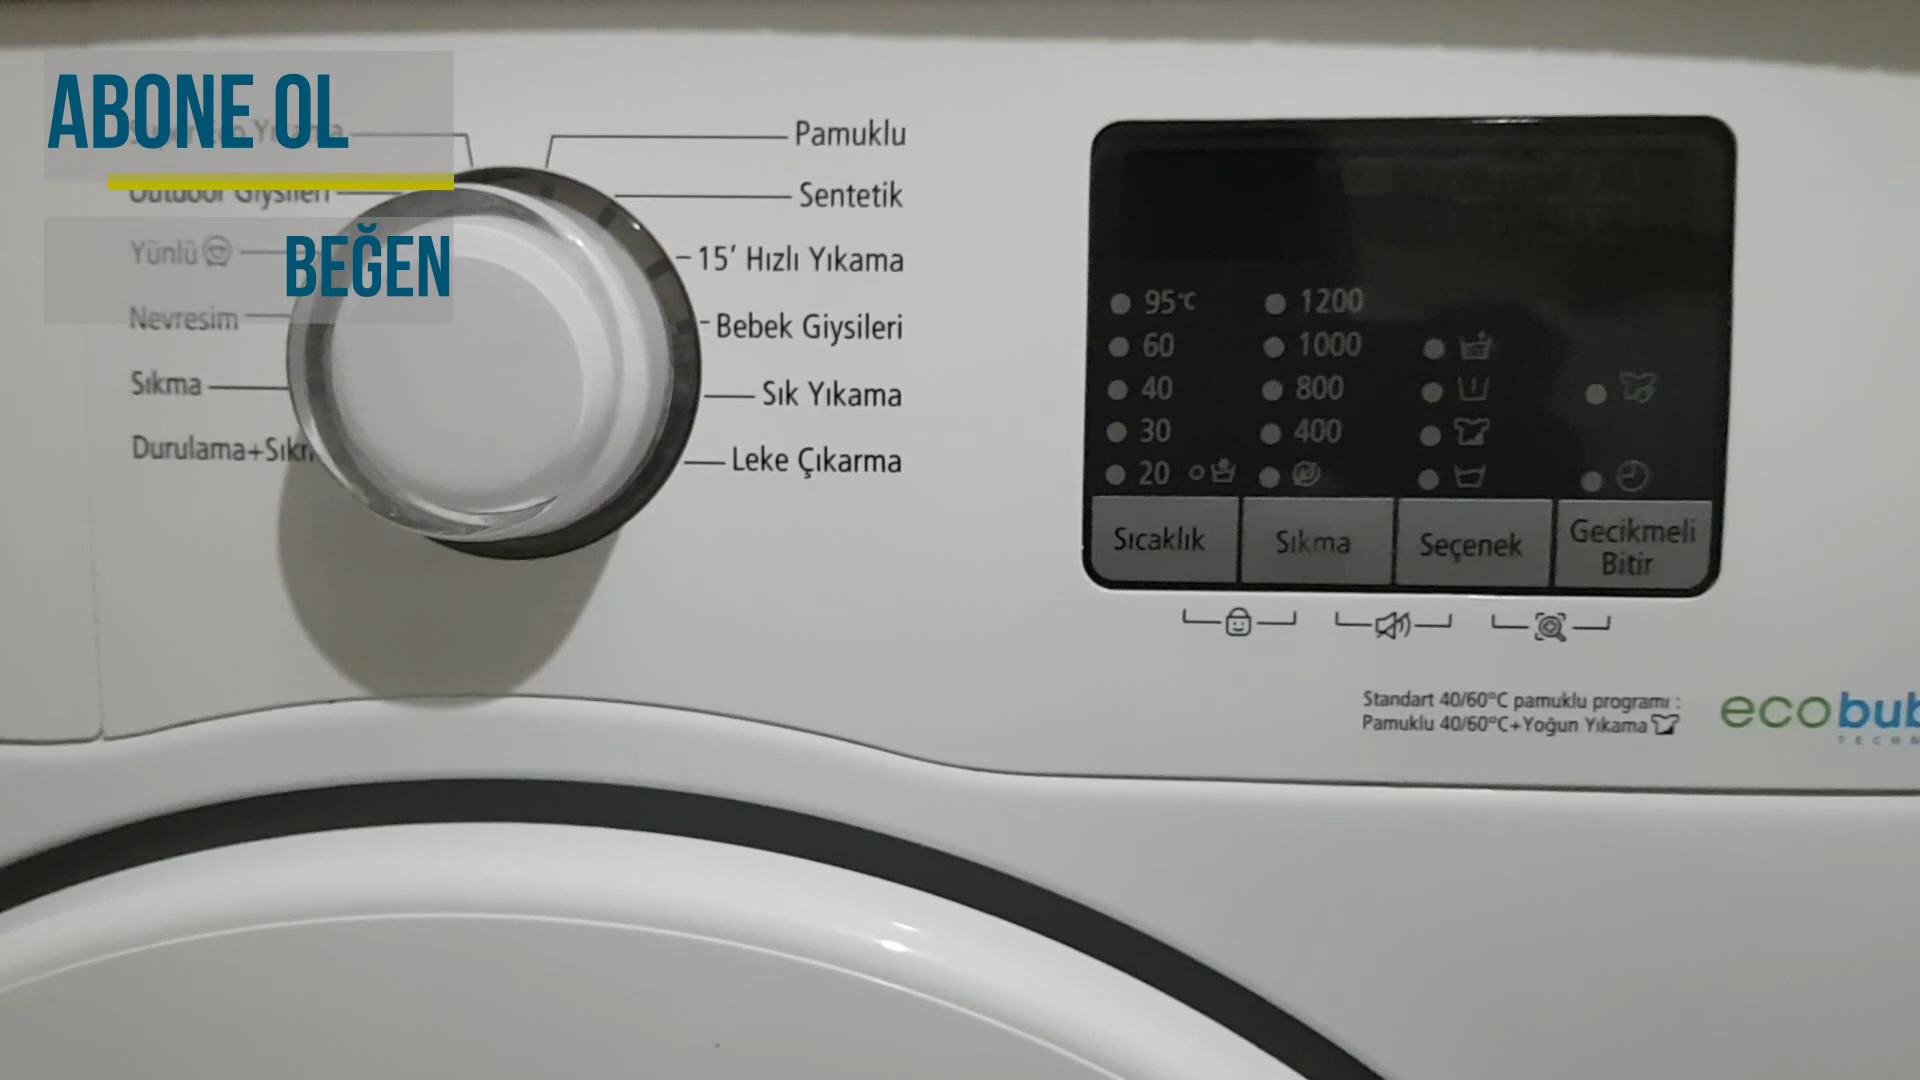 ABONE OL
BEĞEN
Yünlü
Nevresim
Sıkma
Pamuklu
Sentetik
15' Hızlı Yıkama
Bebek Giysileri
Sık Yıkama
Leke Çıkarma
95°C
60
40
30
20
1200
1000
800
400
Sıcaklık
Sıkma
Seçenek
Gecikmeli
Bitir
Standart 40/60°C pamuklu programı :
Pamuklu 40/60°C+Yoğun Yıkama
eco